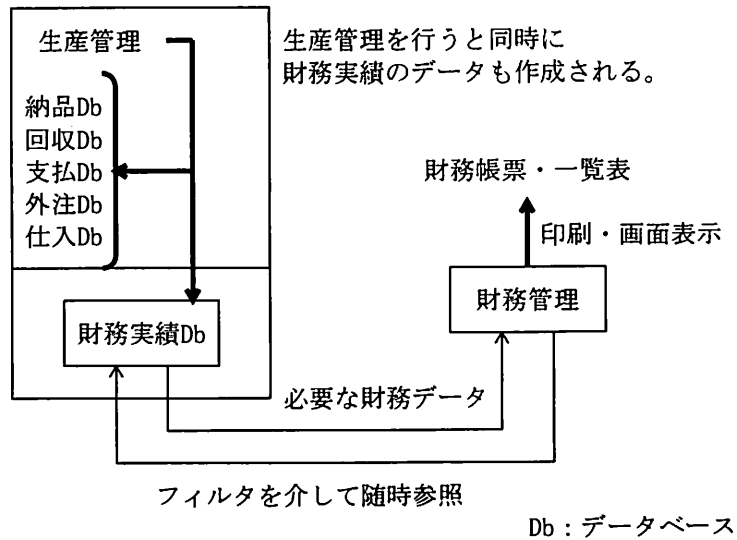 生産管理
生産管理を行うと同時に
財務実績のデータも作成される。
納品Db
回収Db
支払Db
外注Db
仕入Db
財務帳票・一覧表
印刷・画面表示
財務管理
財務実績Db
必要な財務データ
フィルタを介して随時参照
Db：データベース